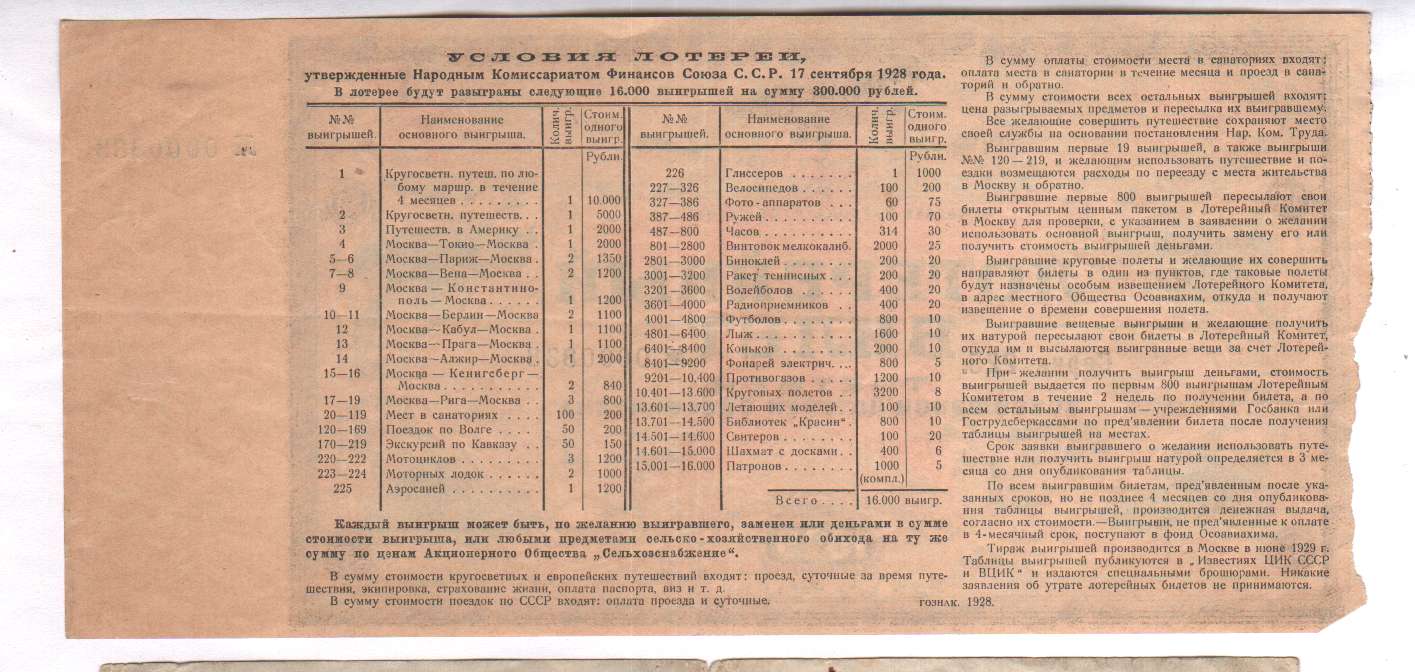 УСЛОВИЯ ЛОТЕРЕИ,
утвержденные Народным Комиссариатом Финансов Союза С. С. Р. 17 сентября 1928 года.
В лотерее будут разыграны следующие 16.000 выигрышей на сумму 300.000 рублей.
№№ выигрышей. Наименование основного выигрыша. Колич. выигр. Стоим. одного выигр.
Рубли.
1 Кругосветн. путеш. по лю-
бому маршр. в течение
4 месяцев . . . . . . . . . 1 10.000
2 Кругосветн. путешеств. . . 1 5000
3 Путешеств. в Америку . . 1 2000
4 Москва—Токио—Москва . 1 2000
5—6 Москва—Париж—Москва . 2 1350
7—8 Москва—Вена—Москва . . 2 1200
9 Москва — Константино-
поль — Москва . . . . . . 1 1200
10—11 Москва—Берлин—Москва 2 1100
12 Москва—Кабул—Москва . 1 1100
13 Москва—Прага—Москва . 1 1100
14 Москва—Алжир—Москва . 1 2000
15—16 Москва — Кенигсберг —
Москва . . . . . . . . . . . 2 840
17—19 Москва—Рига—Москва . . 3 800
20—119 Мест в санаториях . . . . 100 200
120—169 Поездок по Волге . . . . 50 200
170—219 Экскурсий по Кавказу . . 50 150
220—222 Мотоциклов . . . . . . . . 3 1200
223—224 Моторных лодок . . . . . 2 1000
225 Аэросаней . . . . . . . . . 1 1200
№№ выигрышей. Наименование основного выигрыша. Колич. выигр. Стоим. одного выигр.
Рубли.
226 Глиссеров . . . . . . . 1 1000
227—326 Велосипедов . . . . . . 100 200
327—386 Фото - аппаратов . . . 60 75
387—486 Ружей . . . . . . . . . 100 70
487—800 Часов . . . . . . . . . 314 30
801—2800 Винтовок мелкокалиб. 2000 25
2801—3000 Биноклей . . . . . . . 200 20
3001—3200 Ракет теннисных . . . 200 20
3201—3600 Волейболов . . . . . . 400 20
3601—4000 Радиоприемников . . 400 20
4001—4800 Футболов . . . . . . . 800 10
4801—6400 Лыж . . . . . . . . . . 1600 10
6401—8400 Коньков . . . . . . . . 2000 10
8401—9200 Фонарей электрич. . . . 800 5
9201—10.400 Противогазов . . . . . 1200 10
10.401—13.600 Круговых полетов . . 3200 8
13.601—13.700 Летающих моделей . . 100 10
13.701—14.500 Библиотек „Красин“ . 800 10
14.501—14.600 Свитеров . . . . . . . . 100 20
14.601—15.000 Шахмат с досками . . 400 6
15.001—16.000 Патронов . . . . . . . . 1000 5
(компл.)
Всего . . . . 16.000 выигр.
Каждый выигрыш может быть, по желанию выигравшего, заменен или деньгами в сумме
стоимости выигрыша, или любыми предметами сельско-хозяйственного обихода на ту же
сумму по ценам Акционерного Общества „Сельхозснабжение“.
В сумму стоимости кругосветных и европейских путешествий входят: проезд, суточные за время путе-
шествия, экипировка, страхование жизни, оплата паспорта, виз и т. д.
В сумму стоимости поездок по СССР входят: оплата проезда и суточные.
В сумму оплаты стоимости места в санаториях входят:
оплата места в санатории в течение месяца и проезд в сана-
торий и обратно.
В сумму стоимости всех остальных выигрышей входят:
цена разыгрываемых предметов и пересылка их выигравшему.
Все желающие совершить путешествие сохраняют место
своей службы на основании постановления Нар. Ком. Труда.
Выигравшим первые 19 выигрышей, а также выигрыши
№№ 120 — 219, и желающим использовать путешествие и по-
ездки возмещаются расходы по переезду с места жительства
в Москву и обратно.
Выигравшие первые 800 выигрышей пересылают свои
билеты открытым ценным пакетом в Лотерейный Комитет
в Москву для проверки, с указанием в заявлении о желании
использовать основной выигрыш, получить замену его или
получить стоимость выигрышей деньгами.
Выигравшие круговые полеты и желающие их совершить
направляют билеты в один из пунктов, где таковые полеты
будут назначены особым извещением Лотерейного Комитета,
в адрес местного Общества Осоавиахим, откуда и получают
извещение о времени совершения полета.
Выигравшие вещевые выигрыши и желающие получить
их натурой пересылают свои билеты в Лотерейный Комитет,
откуда им и высылаются выигранные вещи за счет Лотерей-
ного Комитета.
При - желании получить выигрыш деньгами, стоимость
выигрышей выдается по первым 800 выигрышам Лотерейным
Комитетом в течение 2 недель по получении билета, а по
всем остальным выигрышам — учреждениями Госбанка или
Гострудсберкассами по пред'явлении билета после получения
таблицы выигрышей на местах.
Срок заявки выигравшего о желании использовать путе-
шествие или получить выигрыш натурой определяется в 3 ме-
сяца со дня опубликования таблицы.
По всем выигравшим билетам, пред'явленным после ука-
занных сроков, но не позднее 4 месяцев со дня опубликова-
ния таблицы выигрышей, производится денежная выдача,
согласно их стоимости.—Выигрыши, не пред'явленные к оплате
в 4-месячный срок, поступают в фонд Осоавиахима.
Тираж выигрышей производится в Москве в июне 1929 г.
Таблицы выигрышей публикуются в „Известиях ЦИК СССР
и ВЦИК“ и издаются специальными брошюрами. Никакие
заявления об утрате лотерейных билетов не принимаются.
ГОЗНАК. 1928.